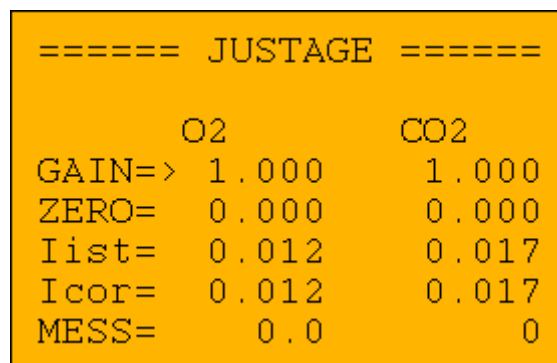 ====== JUSTAGE ======
O2 CO2
GAIN=> 1.000 1.000
ZERO= 0.000 0.000
Iist= 0.012 0.017
Icor= 0.012 0.017
MESS= 0.0 0